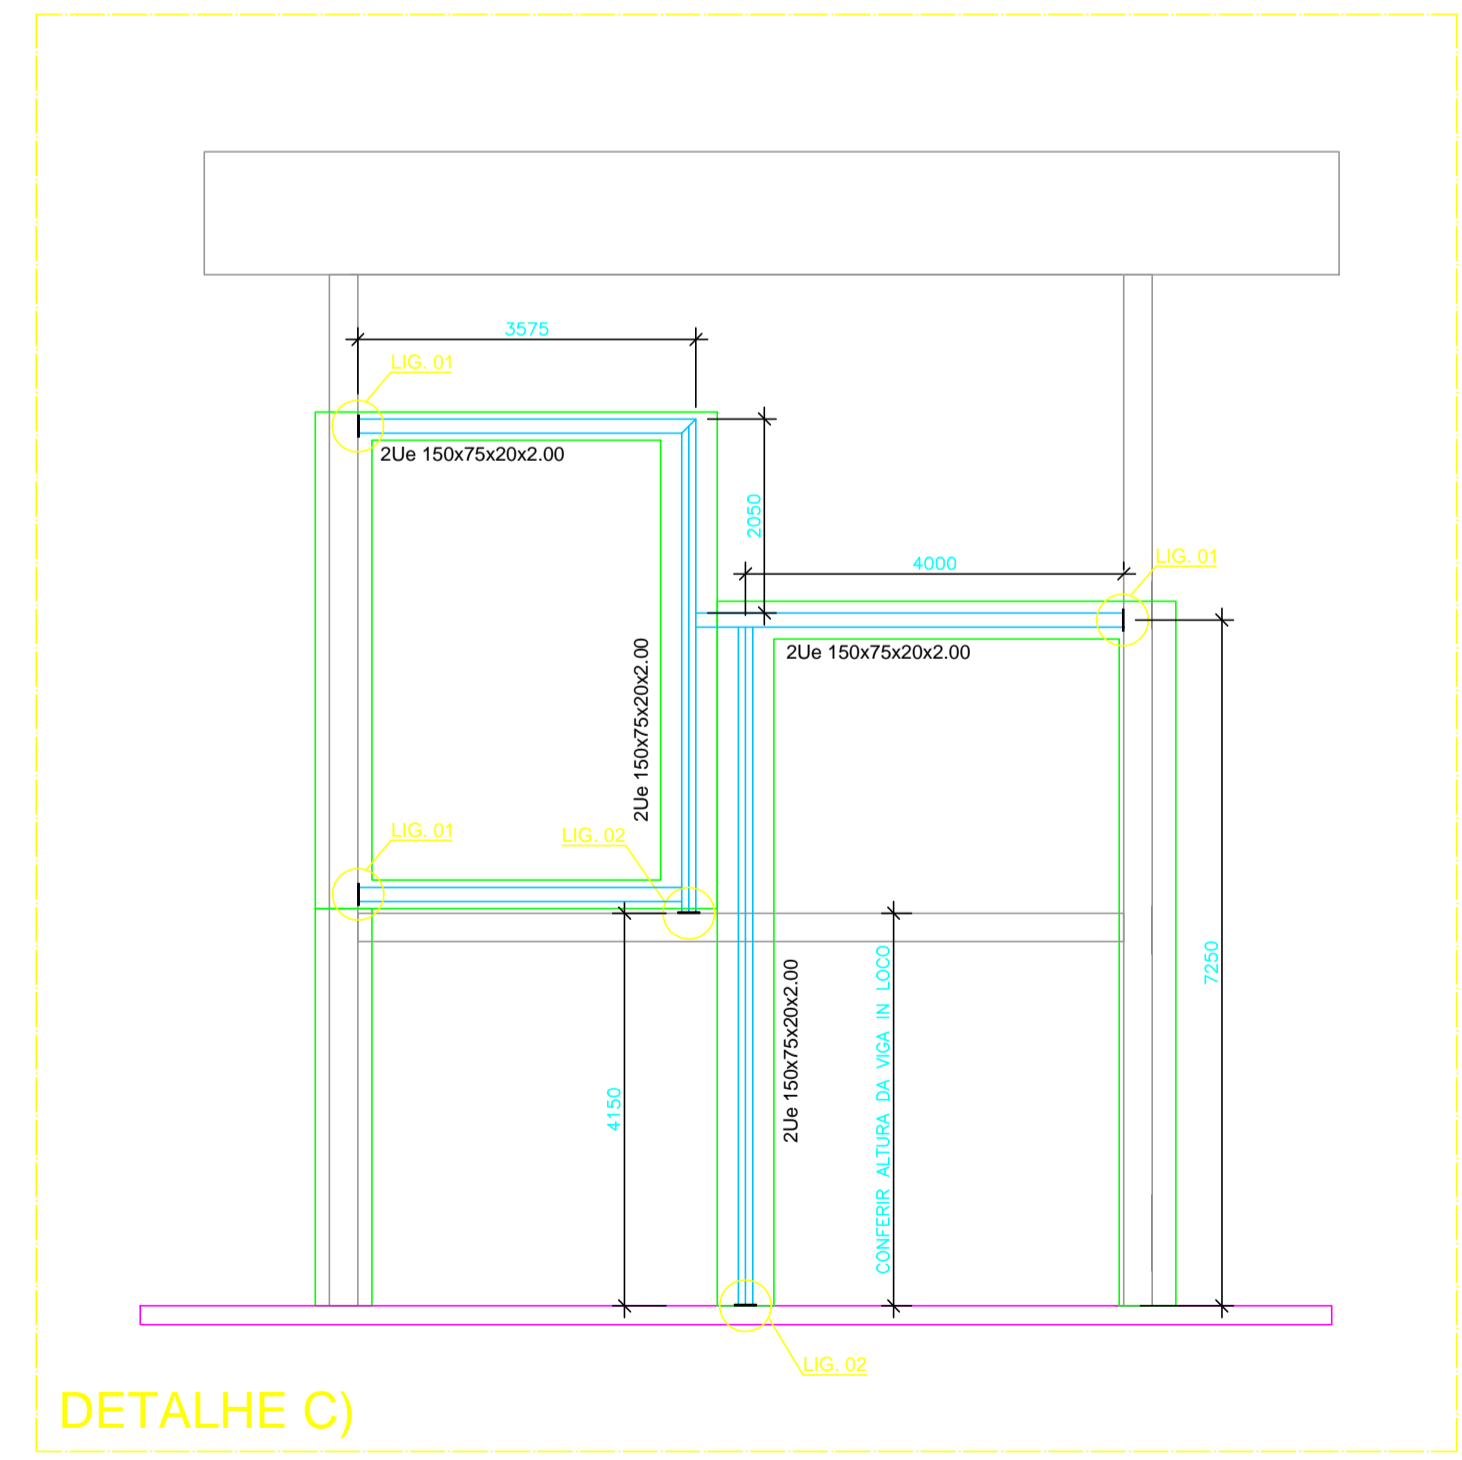 3575
LIG. 01
2Ue 150x75x20x2.00
2050
4000
LIG. 01
2Ue 150x75x20x2.00
2Ue 150x75x20x2.00
LIG. 01
LIG. 02
7250
2Ue 150x75x20x2.00
CONFERIR ALTURA DA VIGA IN LOCO
4150
LIG. 02
DETALHE C)